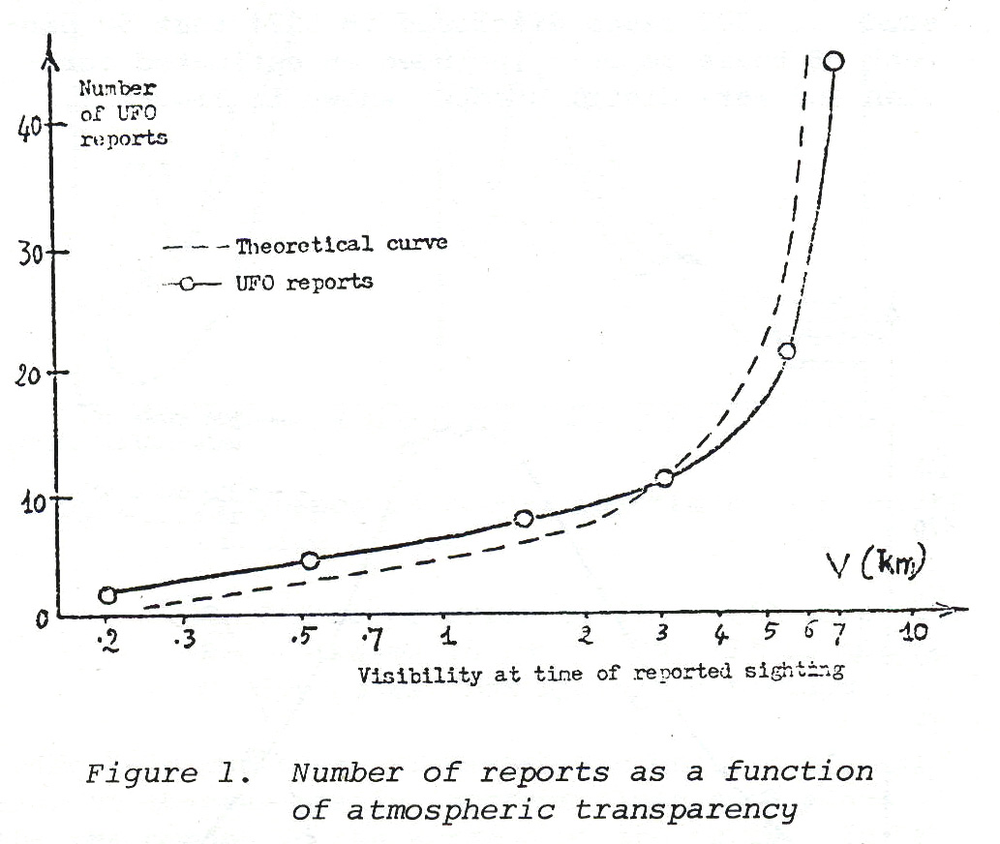 Number
of UFO
reports
40
30
20
10
0
--- Theoretical curve
UFO reports
V (km)
.2 .3 .5 .7 1 2 3 4 5 6 7 10
Visibility at time of reported sighting
Figure 1. Number of reports as a function
of atmospheric transparency